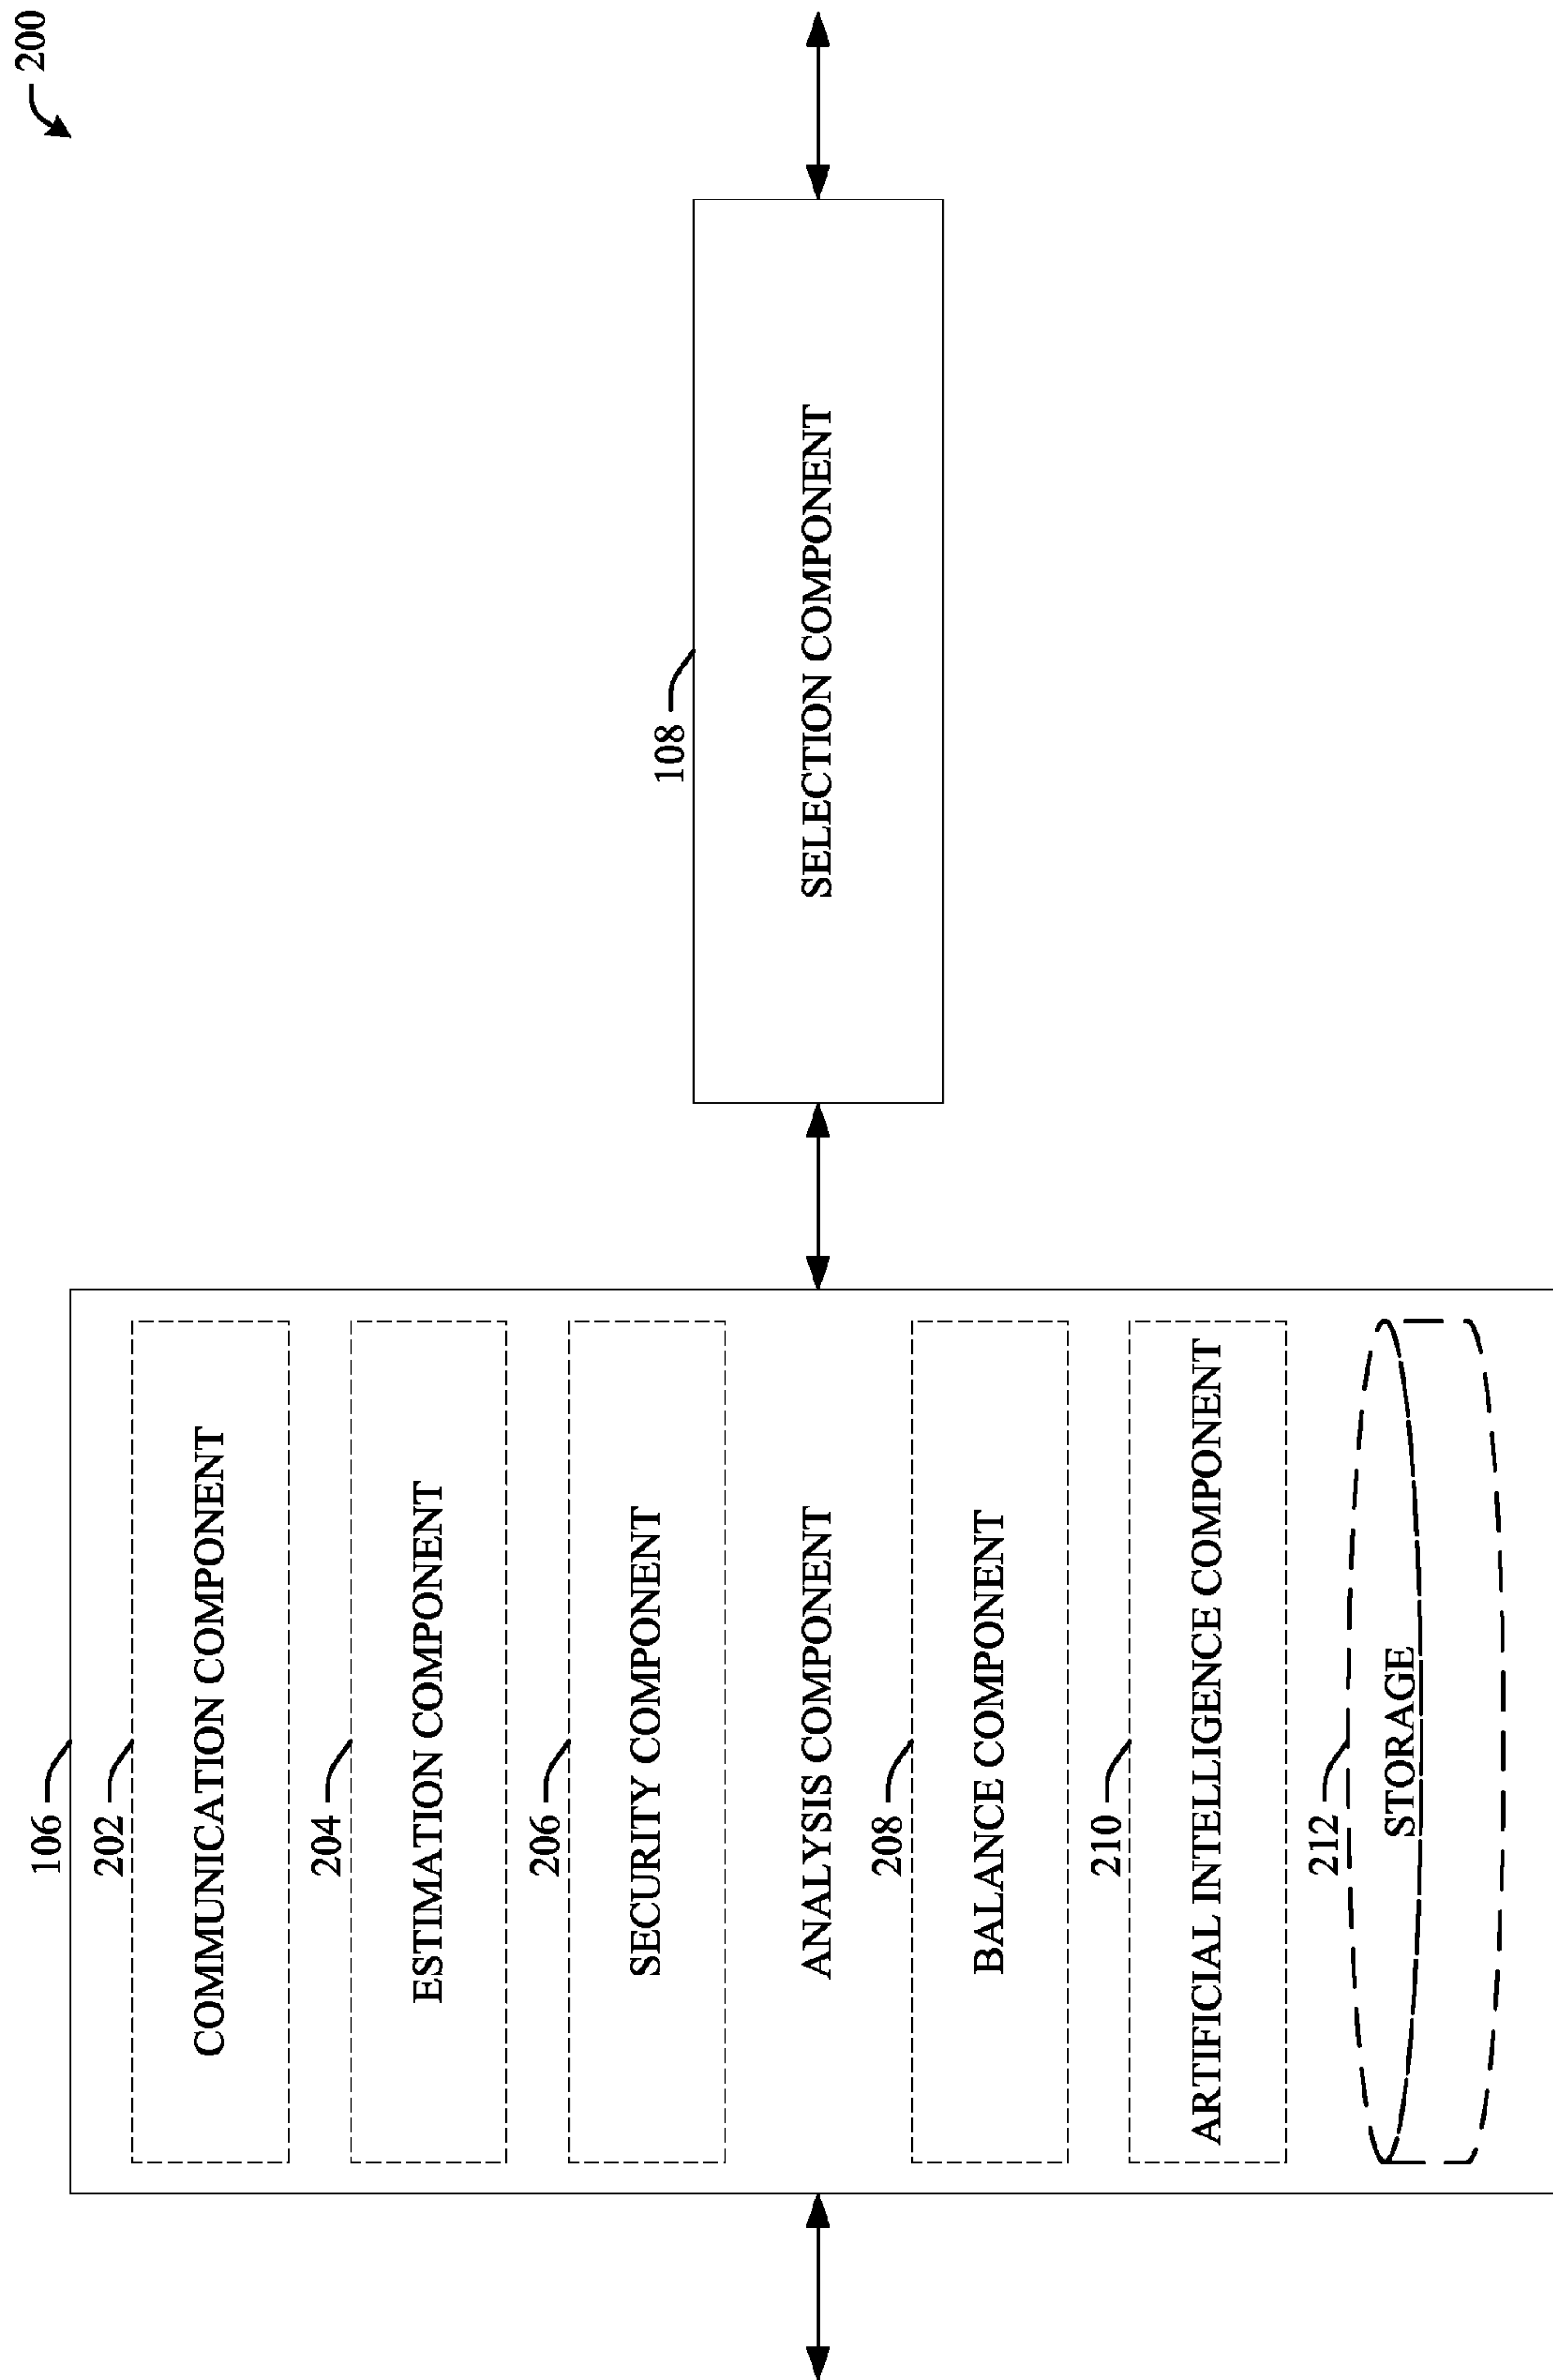 200
106
202
COMMUNICATION COMPONENT
204
ESTIMATION COMPONENT
206
SECURITY COMPONENT
ANALYSIS COMPONENT
208
BALANCE COMPONENT
210
ARTIFICIAL INTELLIGENCE COMPONENT
212
STORAGE
108
SELECTION COMPONENT